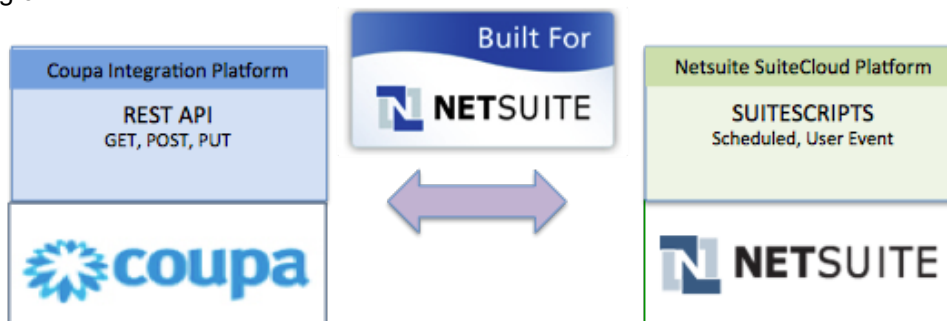 Built For
NETSUITE
Coupa Integration Platform
REST API
GET, POST, PUT
coupa
Netsuite SuiteCloud Platform
SUITESCRIPTS
Scheduled, User Event
NETSUITE